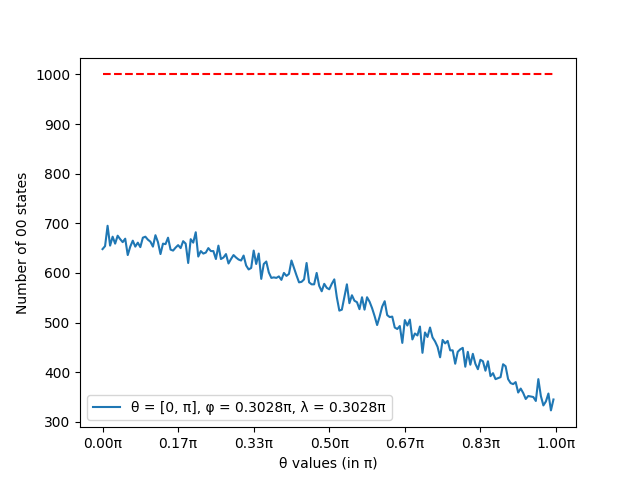 1000
900
800
700
600
500
400
300
Number of 00 states
θ = [0, π], φ = 0.3028π, λ = 0.3028π
0.00π 0.17π 0.33π 0.50π 0.67π 0.83π 1.00π
θ values (in π)